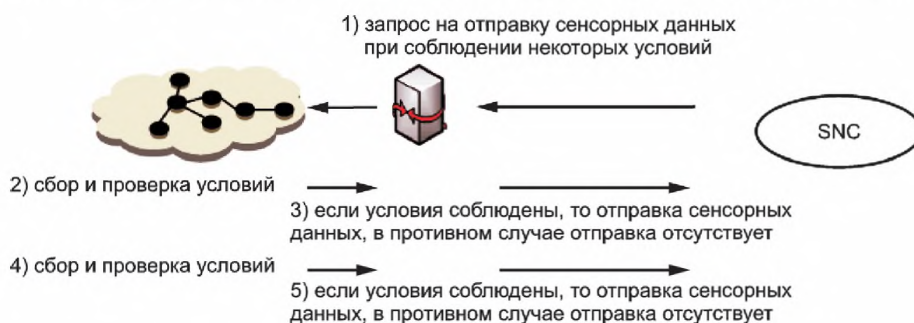 1) запрос на отправку сенсорных данных
при соблюдении некоторых условий
SNC
2) сбор и проверка условий
3) если условия соблюдены, то отправка сенсорных
данных, в противном случае отправка отсутствует
4) сбор и проверка условий
5) если условия соблюдены, то отправка сенсорных
данных, в противном случае отправка отсутствует